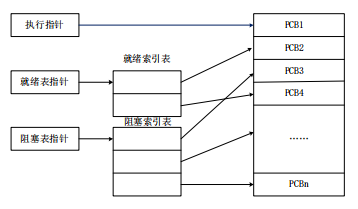 执行指针
PCB1
就绪索引表
PCB2
就绪表指针
PCB3
PCB4
阻塞索引表
阻塞表指针
……
PCBn